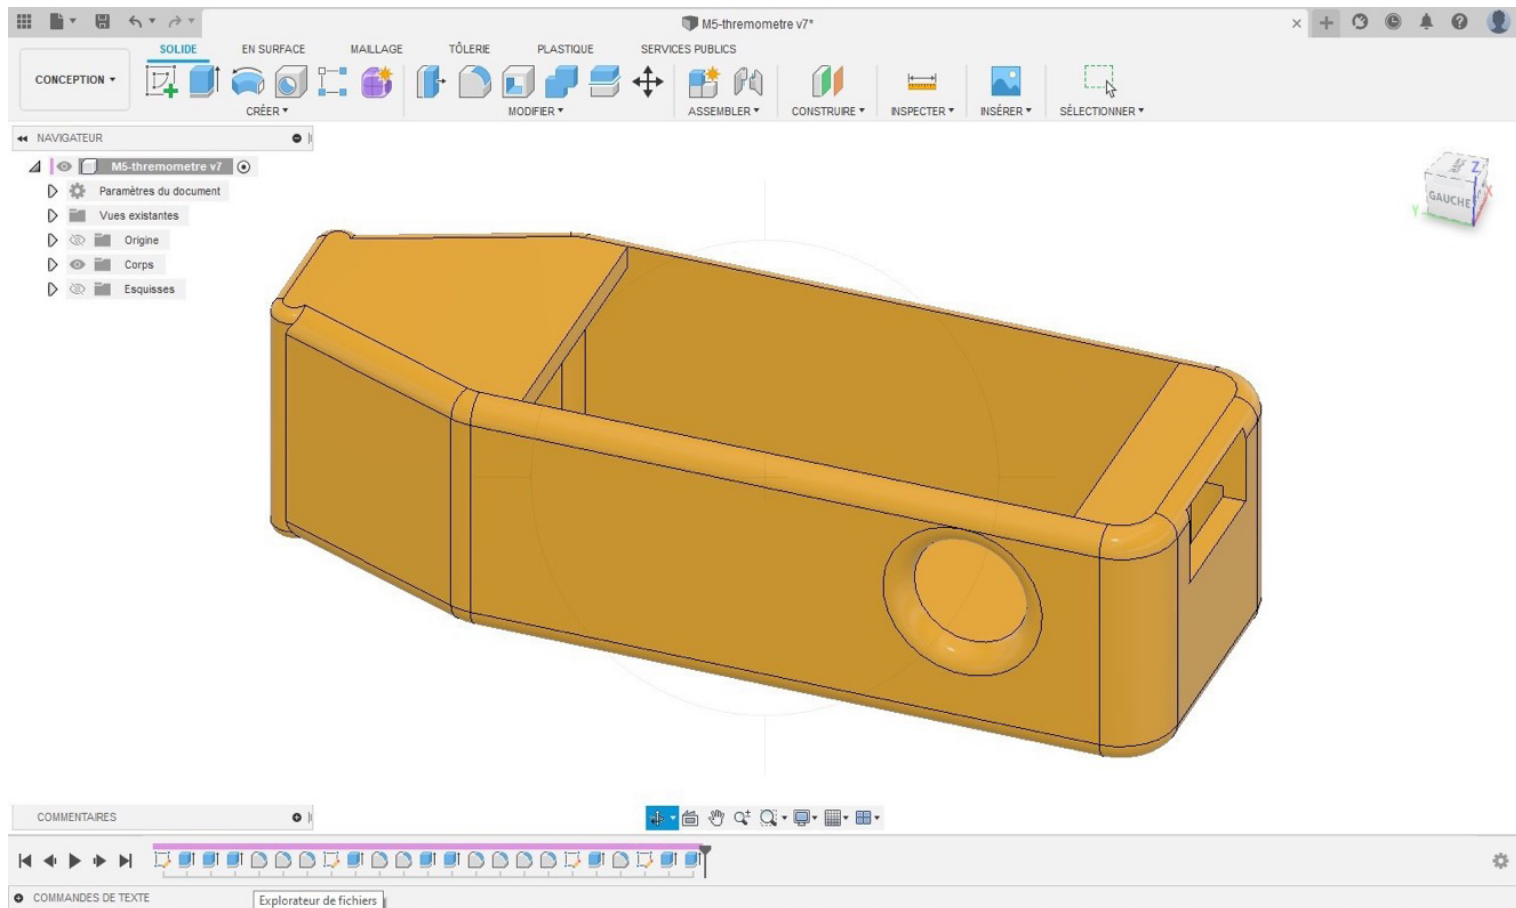 M5-thremometre v7*
CONCEPTION
SOLIDE
EN SURFACE
MAILLAGE
TÔLERIE
PLASTIQUE
SERVICES PUBLICS
CRÉER
MODIFIER
ASSEMBLER
CONSTRUIRE
INSPECTER
INSÉRER
SÉLECTIONNER
NAVIGATEUR
M5-thremometre v7
Paramètres du document
Vues existantes
Origine
Corps
Esquisses
Z
X
GAUCHE
Y
COMMENTAIRES
COMMANDES DE TEXTE
Explorateur de fichiers